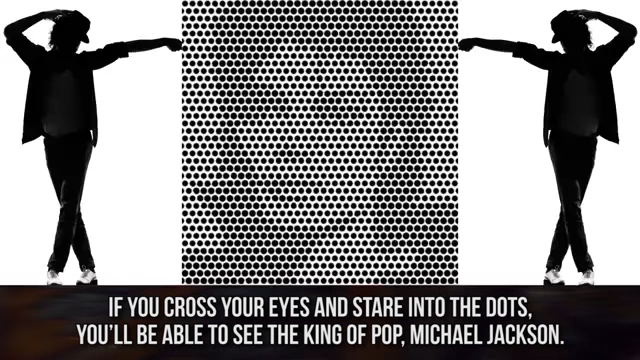 IF YOU CROSS YOUR EYES AND STARE INTO THE DOTS,
YOU'LL BE ABLE TO SEE THE KING OF POP, MICHAEL JACKSON.